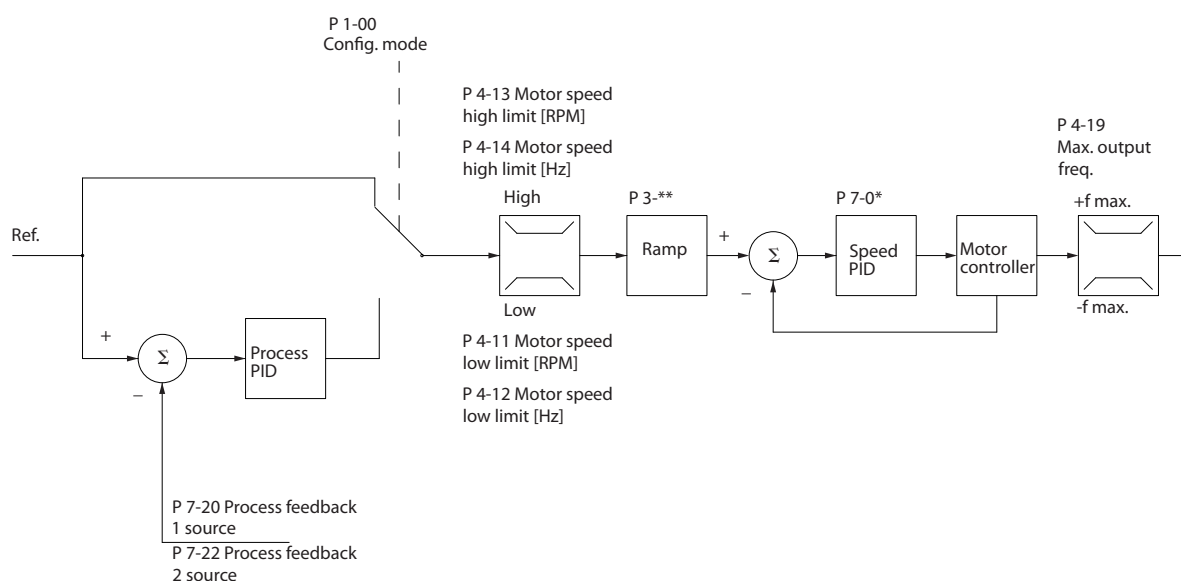 P 1-00
Config. mode
P 4-13 Motor speed
high limit [RPM]
P 4-14 Motor speed
high limit [Hz]
P 4-19
Max. output
freq.
High
P 3-**
P 7-0*
+f max.
Ref.
Ramp
+
Σ
_
Speed
PID
Motor
controller
Low
-f max.
+
Σ
_
Process
PID
P 4-11 Motor speed
low limit [RPM]
P 4-12 Motor speed
low limit [Hz]
P 7-20 Process feedback
1 source
P 7-22 Process feedback
2 source